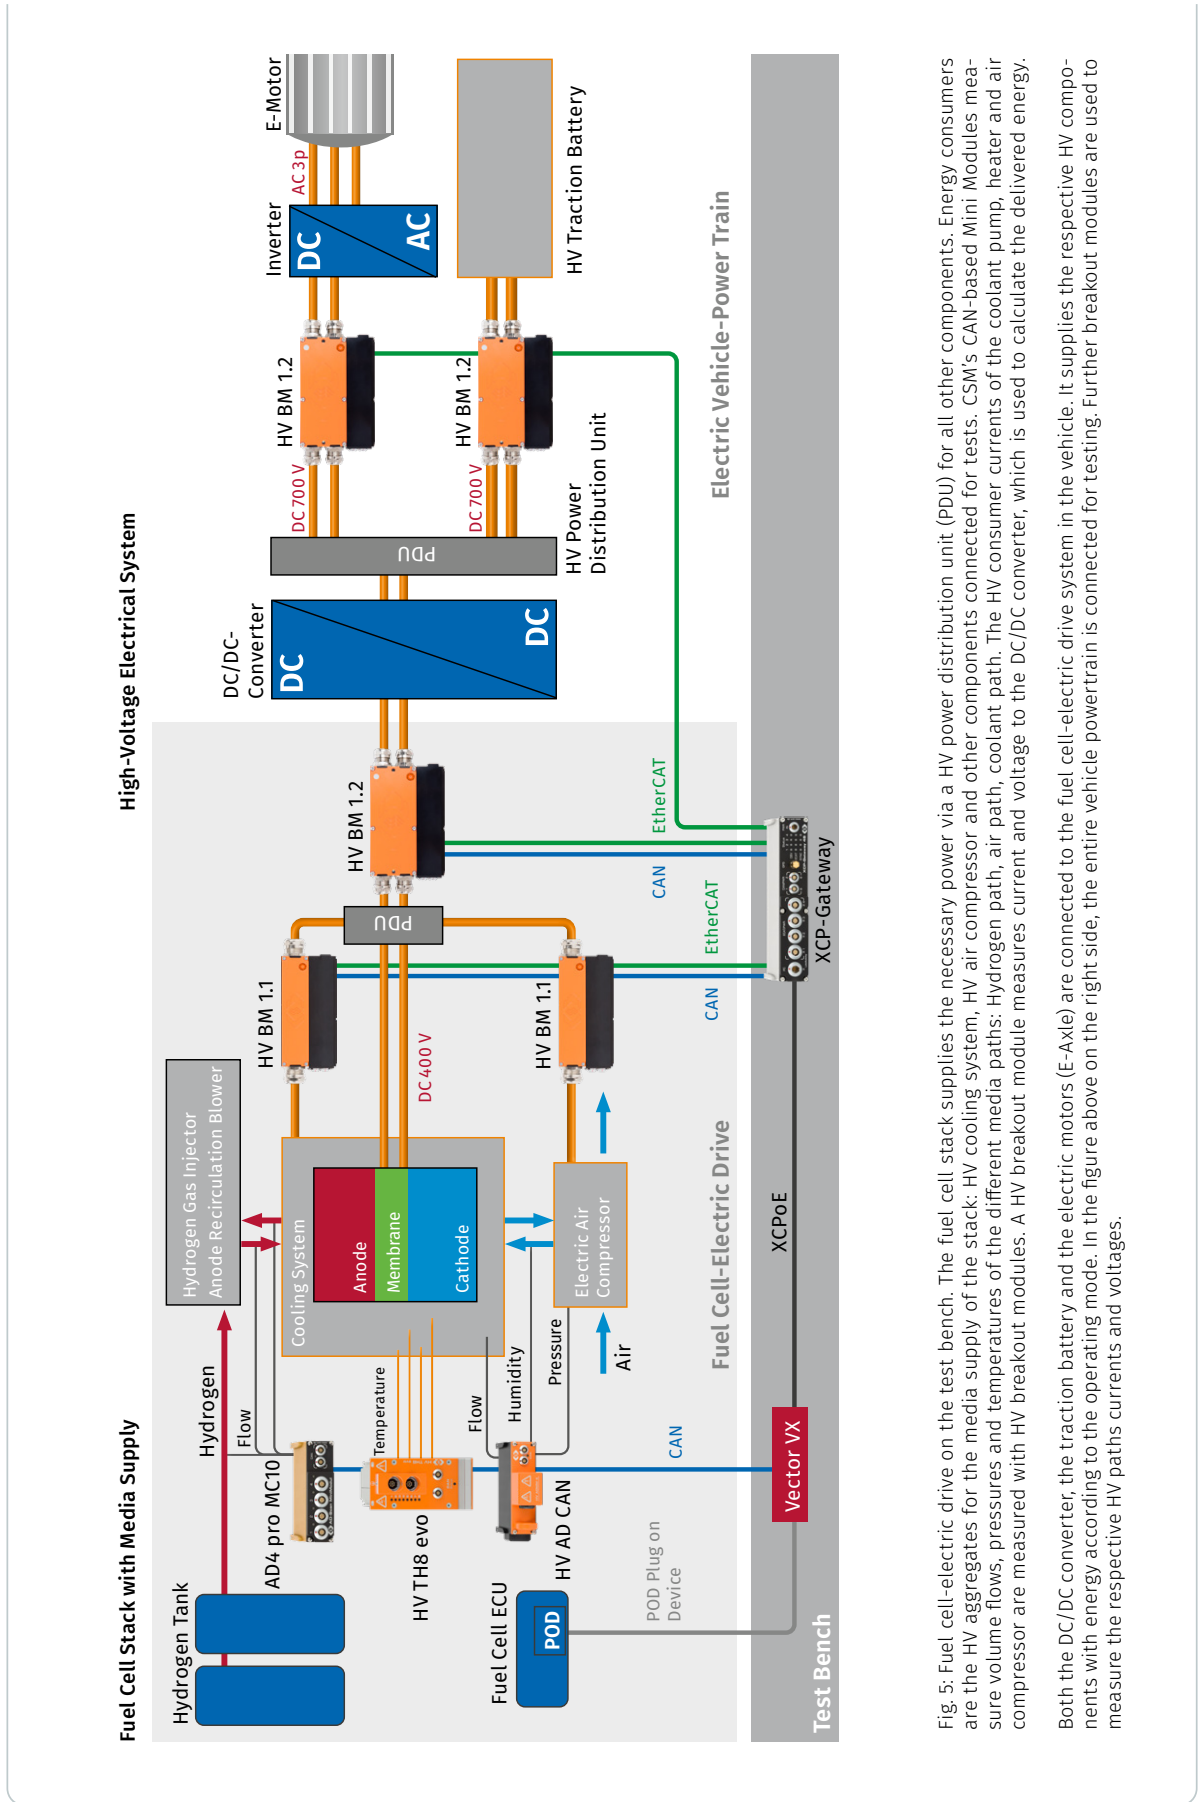 Fuel Cell Stack with Media Supply
High-Voltage Electrical System
Hydrogen Tank
Hydrogen
Flow
AD4 pro MC10
Temperature
HV TH8 evo
Flow
Humidity
Pressure
HV AD CAN
Fuel Cell ECU
POD
POD Plug on
Device
CAN
Air
Hydrogen Gas Injector
Anode Recirculation Blower
Cooling System
Anode
Membrane
Cathode
Electric Air
Compressor
HV BM 1.1
HV BM 1.1
DC 400 V
PDU
HV BM 1.2
CAN
EtherCAT
CAN
EtherCAT
DC/DC-
Converter
DC
DC
PDU
HV Power
Distribution Unit
DC 700 V
DC 700 V
HV BM 1.2
HV BM 1.2
Inverter
DC
AC
AC 3p
E-Motor
HV Traction Battery
Fuel Cell-Electric Drive
Electric Vehicle-Power Train
Test Bench
Vector VX
XCPoE
XCP-Gateway
Fig. 5: Fuel cell-electric drive on the test bench. The fuel cell stack supplies the necessary power via a HV power distribution unit (PDU) for all other components. Energy consumers
are the HV aggregates for the media supply of the stack: HV cooling system, HV air compressor and other components connected for tests. CSM's CAN-based Mini Modules mea-
sure volume flows, pressures and temperatures of the different media paths: Hydrogen path, air path, coolant path. The HV consumer currents of the coolant pump, heater and air
compressor are measured with HV breakout modules. A HV breakout module measures current and voltage to the DC/DC converter, which is used to calculate the delivered energy.
Both the DC/DC converter, the traction battery and the electric motors (E-Axle) are connected to the fuel cell-electric drive system in the vehicle. It supplies the respective HV compo-
nents with energy according to the operating mode. In the figure above on the right side, the entire vehicle powertrain is connected for testing. Further breakout modules are used to
measure the respective HV paths currents and voltages.